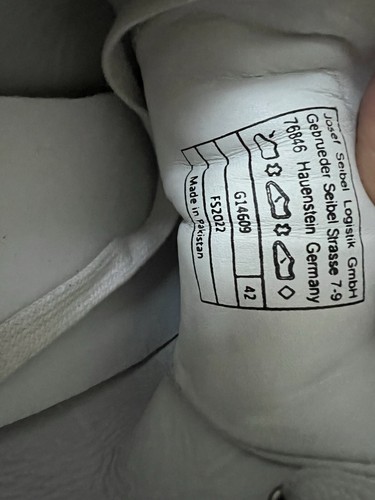 Josef Seibel Logistik GmbH
Gebrueder Seibel Strasse 7-9
76846 Hauenstein Germany
G14609 42
FS2022
Made in Pakistan